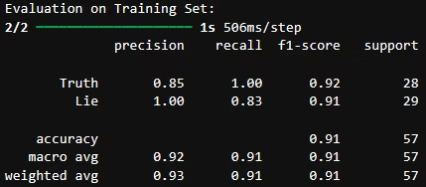 Evaluation on Training Set:
2/2 ━━━━━━━━━━━━━━━━━━━━ 1s 506ms/step
precision recall f1-score support
Truth 0.85 1.00 0.92 28
Lie 1.00 0.83 0.91 29
accuracy 0.91 57
macro avg 0.92 0.91 0.91 57
weighted avg 0.93 0.91 0.91 57